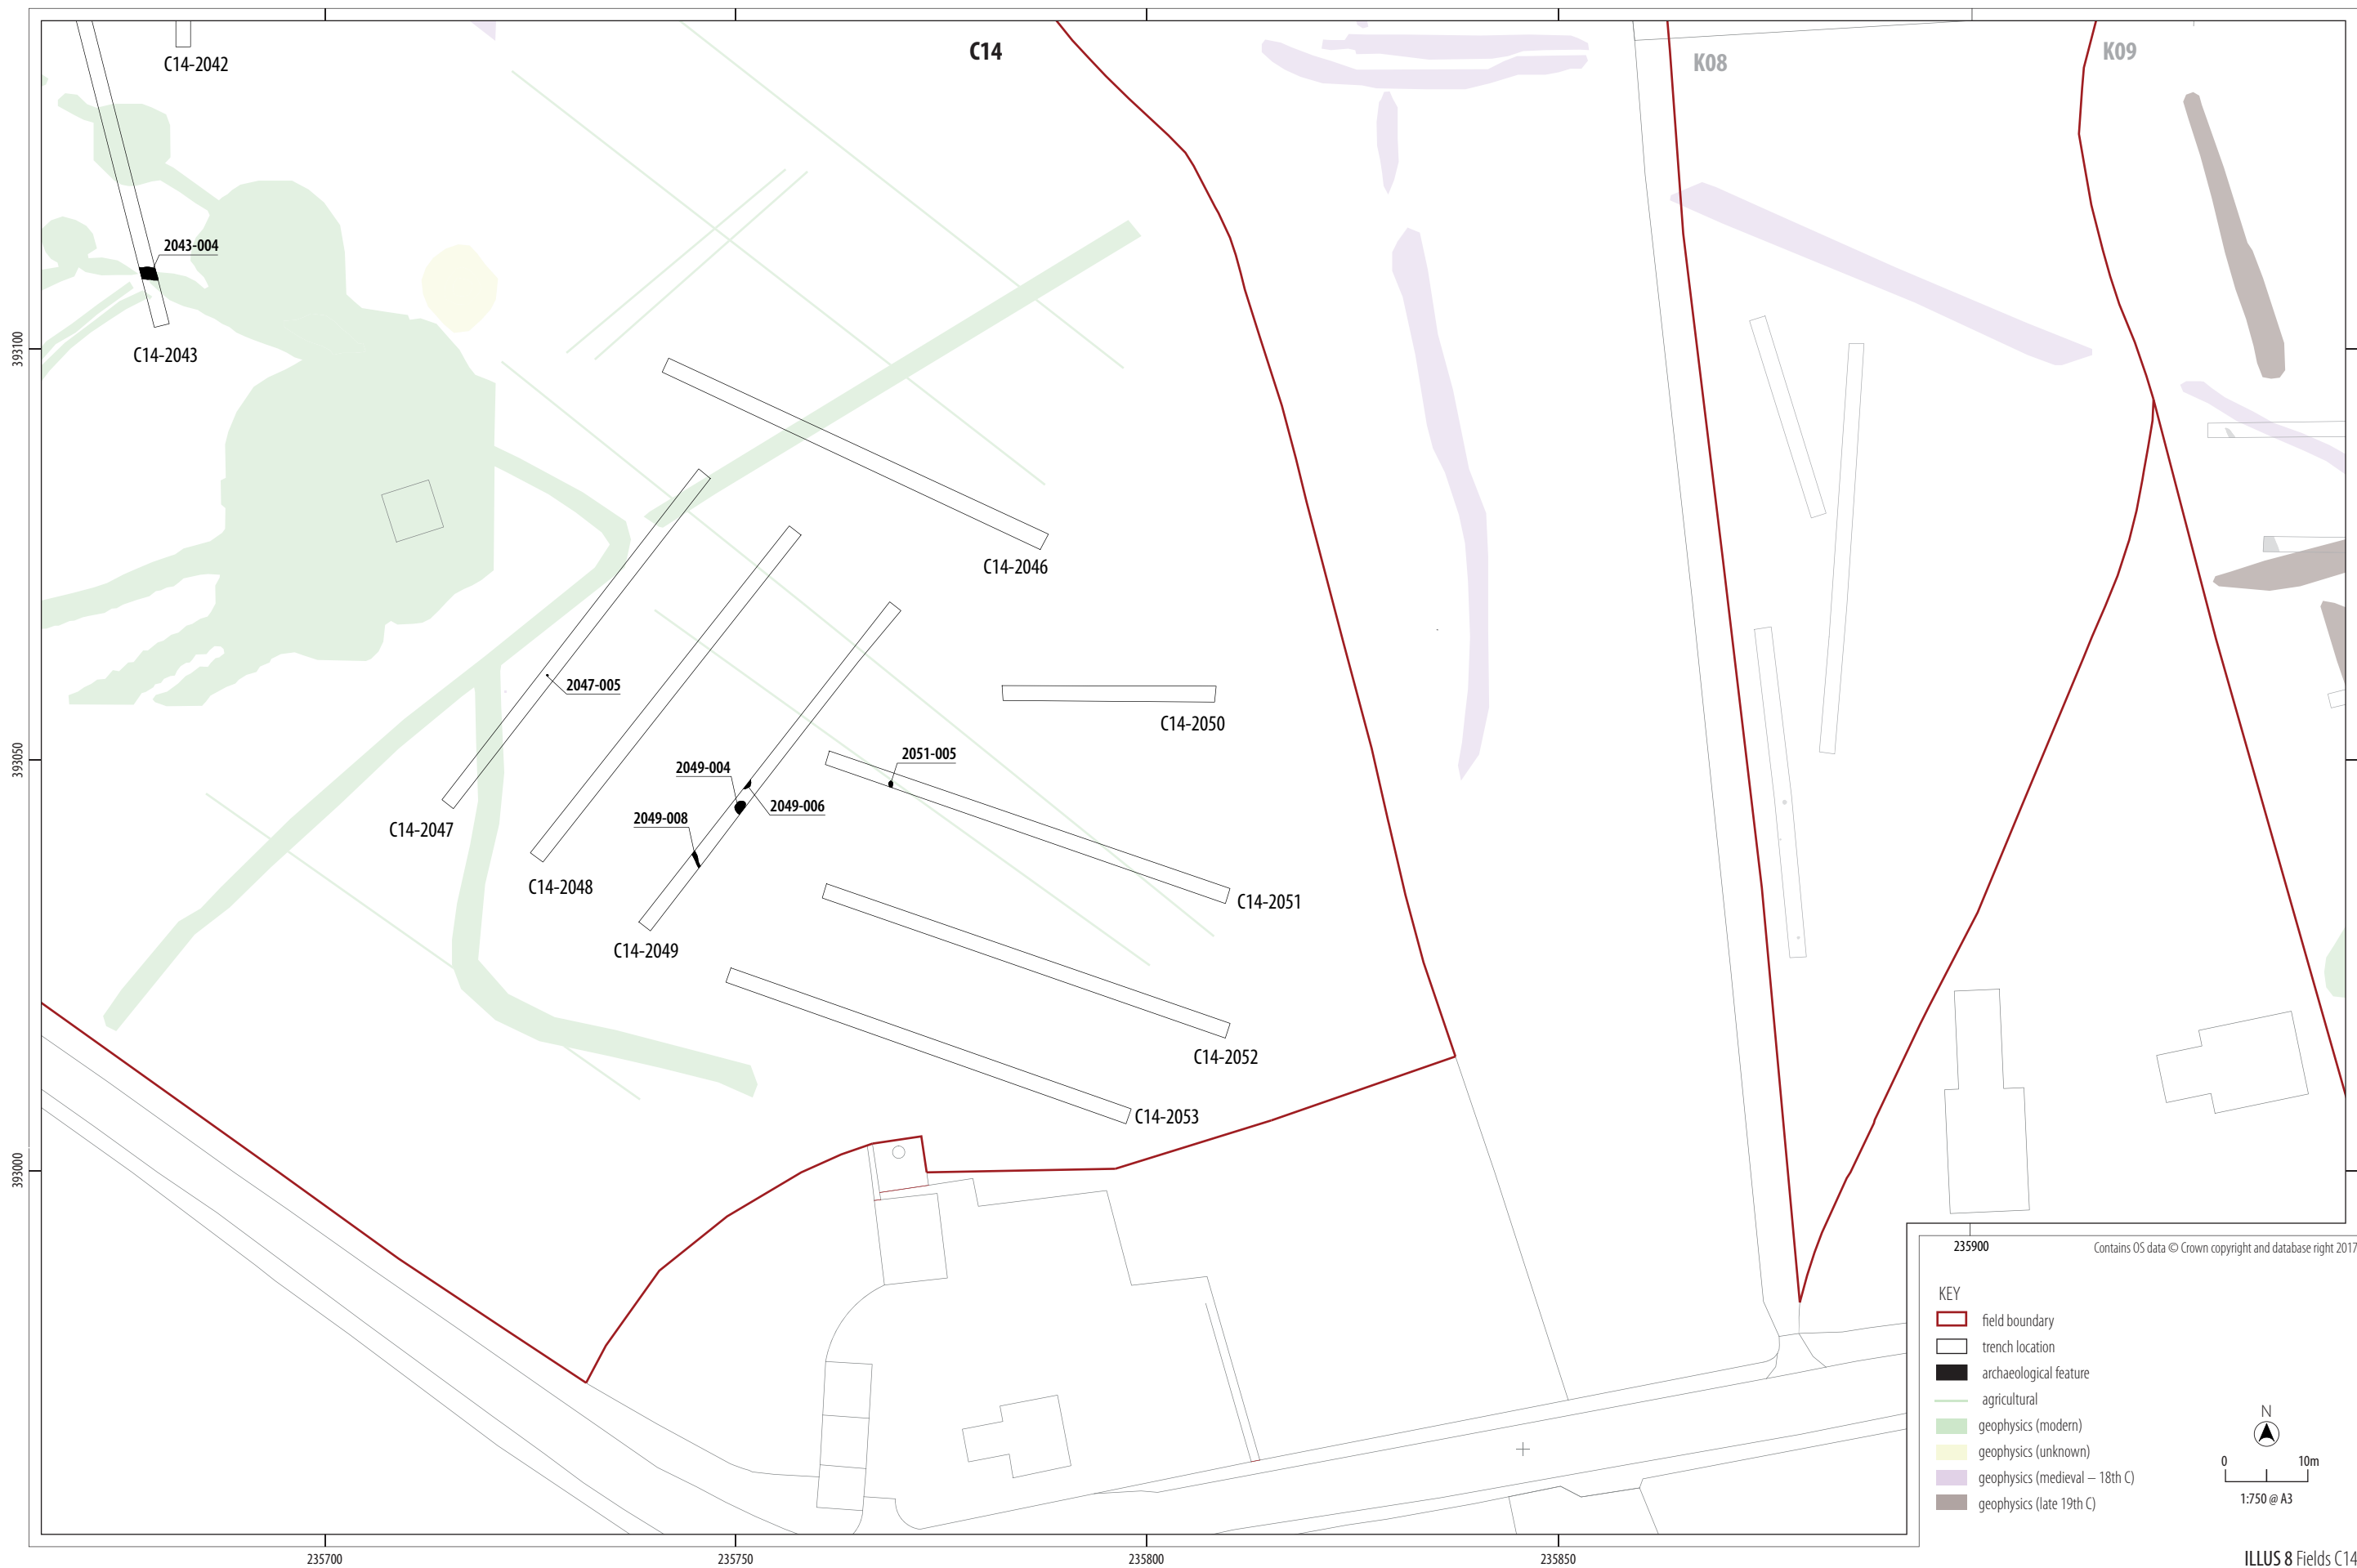 C14
K08
K09
C14-2042
2043-004
C14-2043
393100
C14-2046
2047-005
C14-2050
393050
2049-004
2051-005
2049-006
2049-008
C14-2047
C14-2048
C14-2051
C14-2049
C14-2052
C14-2053
393000
235900
Contains OS data © Crown copyright and database right 2017
KEY
field boundary
trench location
archaeological feature
agricultural
geophysics (modern)
geophysics (unknown)
geophysics (medieval – 18th C)
geophysics (late 19th C)
N
0 10m
1:750 @ A3
235700
235750
235800
235850
ILLUS 8 Fields C14